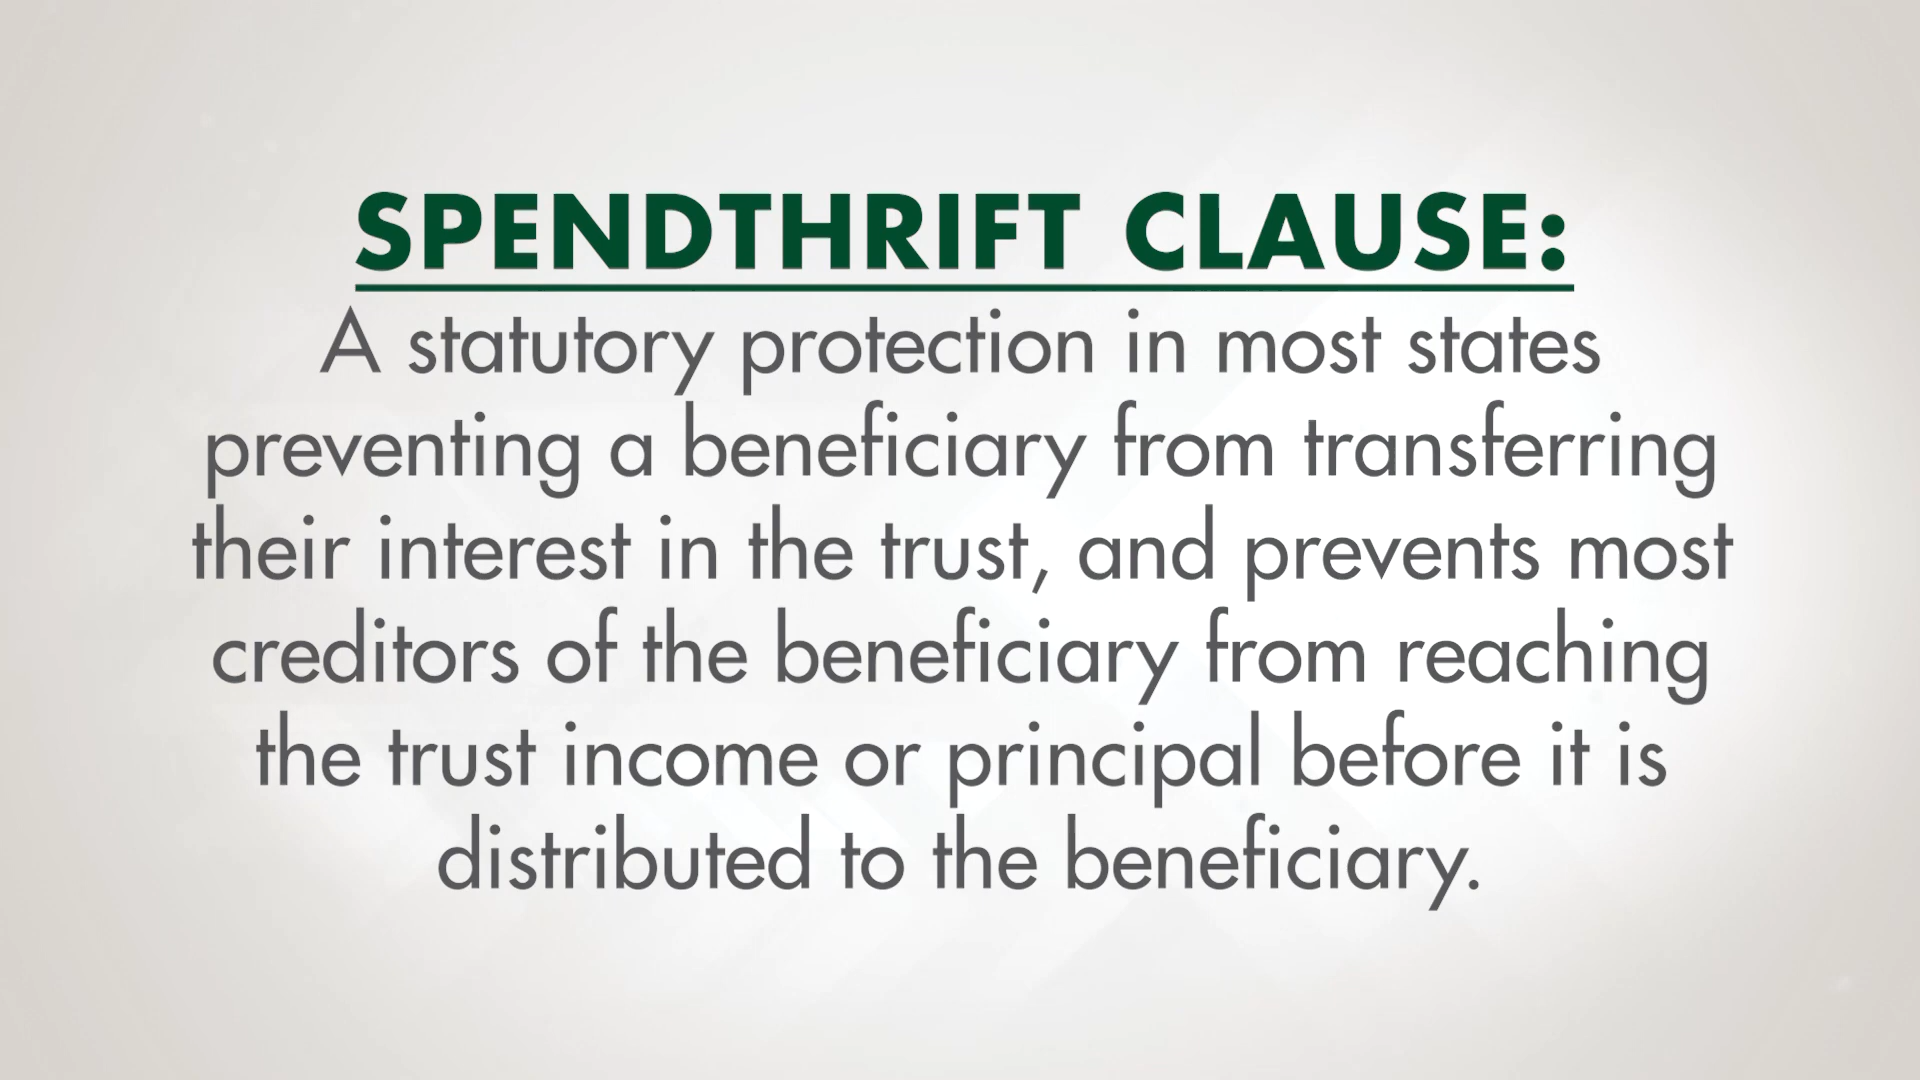 SPENDTHRIFT CLAUSE:
A statutory protection in most states
preventing a beneficiary from transferring
their interest in the trust, and prevents most
creditors of the beneficiary from reaching
the trust income or principal before it is
distributed to the beneficiary.